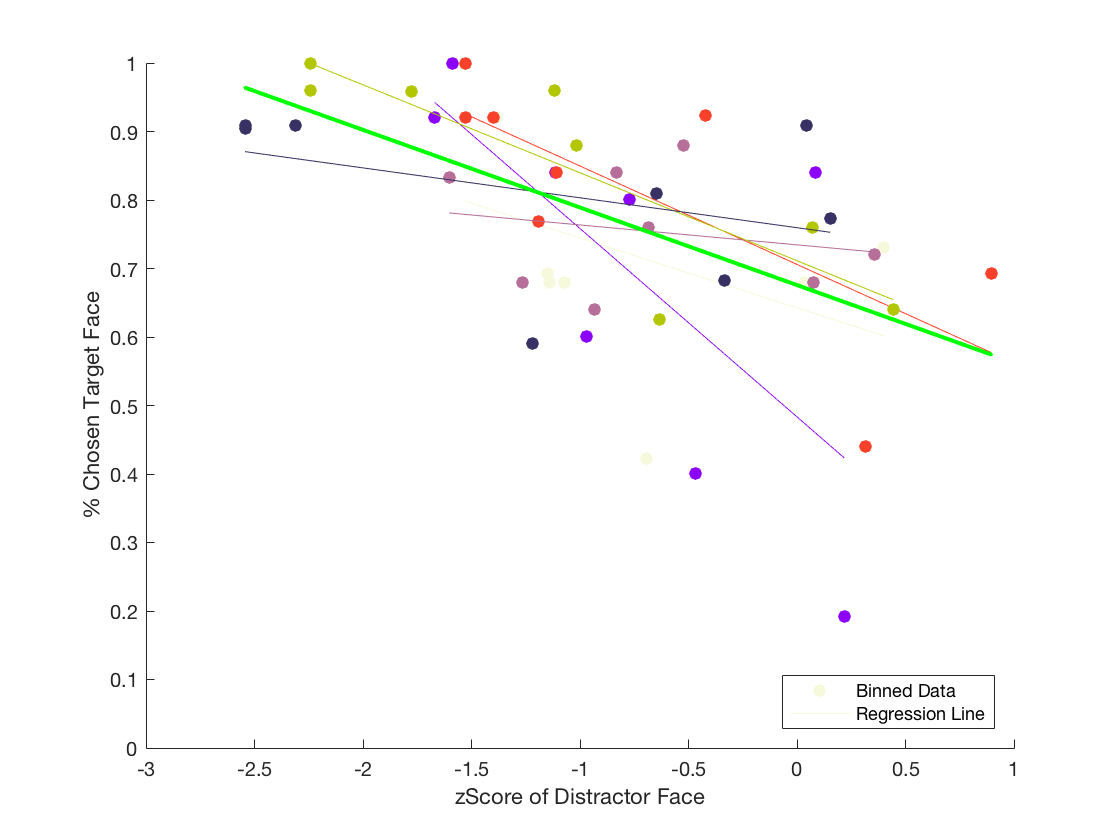 1
0.9
0.8
0.7
0.6
0.5
0.4
0.3
0.2
0.1
0
% Chosen Target Face
-3 -2.5 -2 -1.5 -1 -0.5 0 0.5 1
zScore of Distractor Face
Binned Data
Regression Line